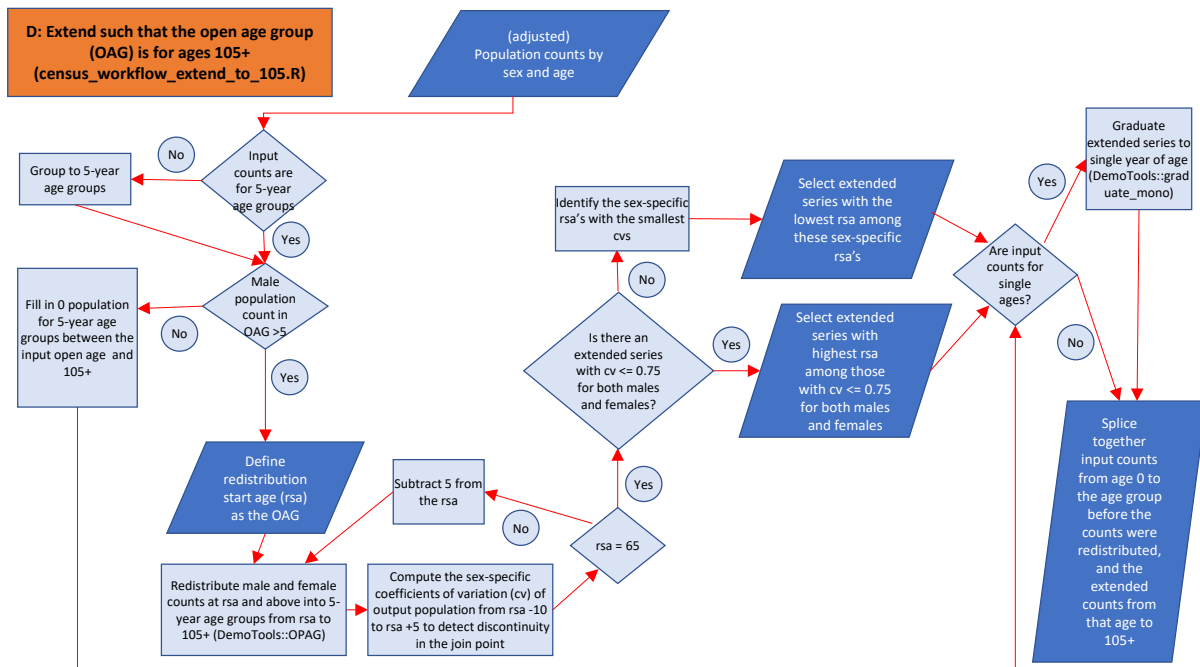 D: Extend such that the open age group
(OAG) is for ages 105+
(census_workflow_extend_to_105.R)
(adjusted)
Population counts by
sex and age
Input
counts are
for 5-year
age groups
No
Group to 5-year
age groups
Yes
Male
population
count in
OAG >5
No
Fill in 0 population
for 5-year age
groups between the
input open age  and
105+
Yes
Define
redistribution
start age (rsa)
as the OAG
Redistribute male and female
counts at rsa and above into 5-
year age groups from rsa to
105+ (DemoTools::OPAG)
Compute the sex-specific
coefficients of variation (cv) of
output population from rsa -10
to rsa +5 to detect discontinuity
in the join point
rsa = 65
No
Subtract 5 from
the rsa
Yes
Is there an
extended series
with cv <= 0.75
for both males
and females?
No
Identify the sex-specific
rsa's with the smallest
cvs
Select extended
series with the
lowest rsa among
these sex-specific
rsa's
Yes
Select extended
series with
highest rsa
among those
with cv <= 0.75
for both males
and females
Are input
counts for
single
ages?
Yes
Graduate
extended series to
single year of age
(DemoTools::grad
uate_mono)
No
Splice
together
input counts
from age 0 to
the age group
before the
counts were
redistributed,
and the
extended
counts from
that age to
105+